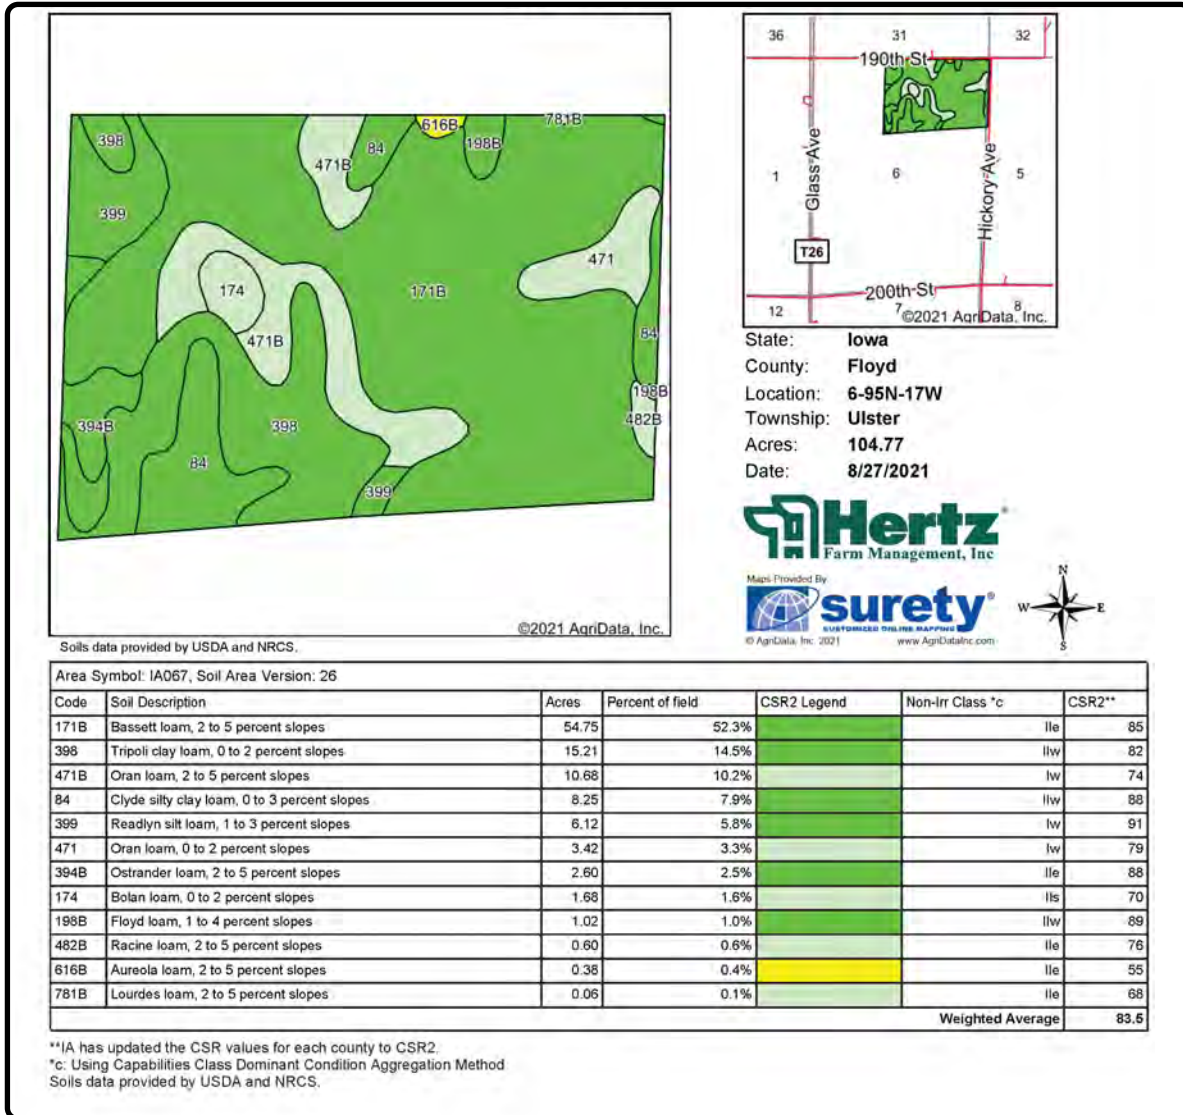 398
616B
781B
84
198B
471B
399
471
174
171B
471B
84
198B
394B
398
482B
84
399
©2021 AgriData, Inc.
Soils data provided by USDA and NRCS.
36 31 32
190th St
1 Glass Ave 6 Hickory Ave 5
T26
200th St
12 7 8
©2021 AgriData, Inc.
State: Iowa
County: Floyd
Location: 6-95N-17W
Township: Ulster
Acres: 104.77
Date: 8/27/2021
Hertz®
Farm Management, Inc
Maps Provided By
surety®
CUSTOMIZED ONLINE MAPPING
© AgriData, Inc. 2021 www.AgriDataInc.com
N
W E
S
Area Symbol: IA067, Soil Area Version: 26
Code Soil Description Acres Percent of field CSR2 Legend Non-Irr Class *c CSR2**
171B Bassett loam, 2 to 5 percent slopes 54.75 52.3% IIe 85
398 Tripoli clay loam, 0 to 2 percent slopes 15.21 14.5% IIw 82
471B Oran loam, 2 to 5 percent slopes 10.68 10.2% Iw 74
84 Clyde silty clay loam, 0 to 3 percent slopes 8.25 7.9% IIw 88
399 Readlyn silt loam, 1 to 3 percent slopes 6.12 5.8% Iw 91
471 Oran loam, 0 to 2 percent slopes 3.42 3.3% Iw 79
394B Ostrander loam, 2 to 5 percent slopes 2.60 2.5% IIe 88
174 Bolan loam, 0 to 2 percent slopes 1.68 1.6% IIs 70
198B Floyd loam, 1 to 4 percent slopes 1.02 1.0% IIw 89
482B Racine loam, 2 to 5 percent slopes 0.60 0.6% IIe 76
616B Aureola loam, 2 to 5 percent slopes 0.38 0.4% IIe 55
781B Lourdes loam, 2 to 5 percent slopes 0.06 0.1% IIe 68
Weighted Average 83.5
**IA has updated the CSR values for each county to CSR2.
*c: Using Capabilities Class Dominant Condition Aggregation Method
Soils data provided by USDA and NRCS.